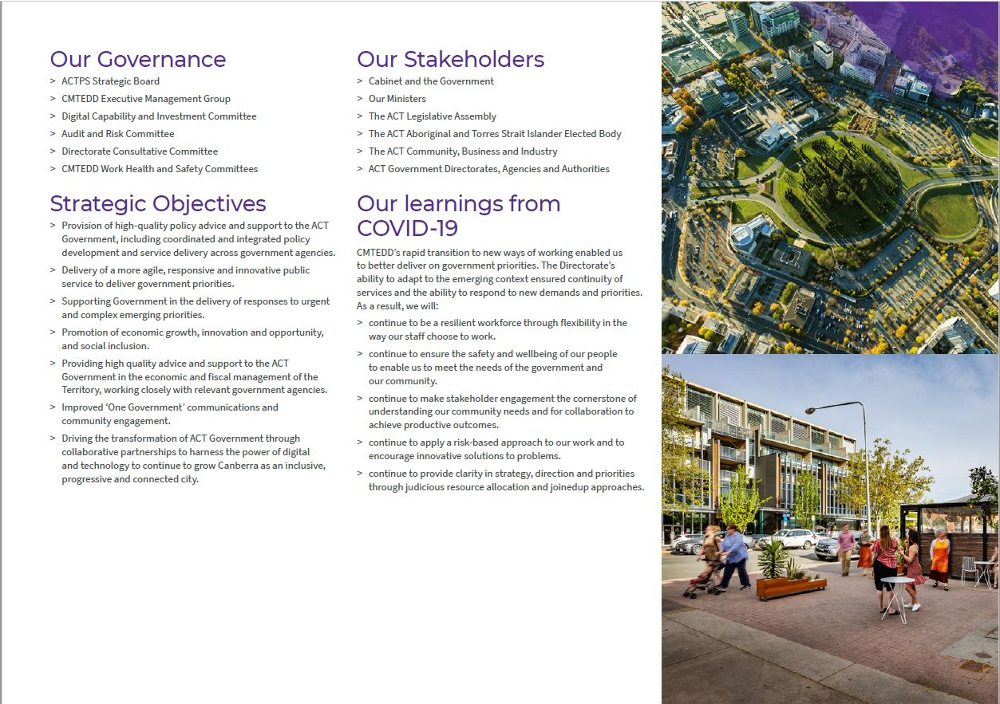 Our Governance
> ACTPS Strategic Board
> CMTEDD Executive Management Group
> Digital Capability and Investment Committee
> Audit and Risk Committee
> Directorate Consultative Committee
> CMTEDD Work Health and Safety Committees
Strategic Objectives
> Provision of high-quality policy advice and support to the ACT
Government, including coordinated and integrated policy
development and service delivery across government agencies.
> Delivery of a more agile, responsive and innovative public
service to deliver government priorities.
> Supporting Government in the delivery of responses to urgent
and complex emerging priorities.
> Promotion of economic growth, innovation and opportunity,
and social inclusion.
> Providing high quality advice and support to the ACT
Government in the economic and fiscal management of the
Territory, working closely with relevant government agencies.
> Improved ‘One Government’ communications and
community engagement.
> Driving the transformation of ACT Government through
collaborative partnerships to harness the power of digital
and technology to continue to grow Canberra as an inclusive,
progressive and connected city.
Our Stakeholders
> Cabinet and the Government
> Our Ministers
> The ACT Legislative Assembly
> The ACT Aboriginal and Torres Strait Islander Elected Body
> The ACT Community, Business and Industry
> ACT Government Directorates, Agencies and Authorities
Our learnings from
COVID-19
CMTEDD’s rapid transition to new ways of working enabled us
to better deliver on government priorities. The Directorate’s
ability to adapt to the emerging context ensured continuity of
services and the ability to respond to new demands and priorities.
As a result, we will:
> continue to be a resilient workforce through flexibility in the
way our staff choose to work.
> continue to ensure the safety and wellbeing of our people
to enable us to meet the needs of the government and
our community.
> continue to make stakeholder engagement the cornerstone of
understanding our community needs and for collaboration to
achieve productive outcomes.
> continue to apply a risk-based approach to our work and to
encourage innovative solutions to problems.
> continue to provide clarity in strategy, direction and priorities
through judicious resource allocation and joinedup approaches.